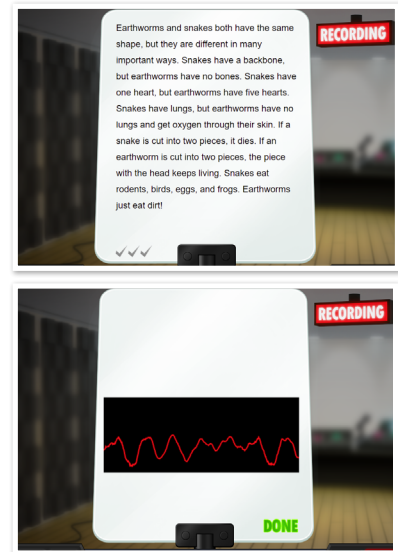 Earthworms and snakes both have the same
shape, but they are different in many
important ways. Snakes have a backbone,
but earthworms have no bones. Snakes have
one heart, but earthworms have five hearts.
Snakes have lungs, but earthworms have no
lungs and get oxygen through their skin. If a
snake is cut into two pieces, it dies. If an
earthworm is cut into two pieces, the piece
with the head keeps living. Snakes eat
rodents, birds, eggs, and frogs. Earthworms
just eat dirt!
RECORDING
RECORDING
DONE